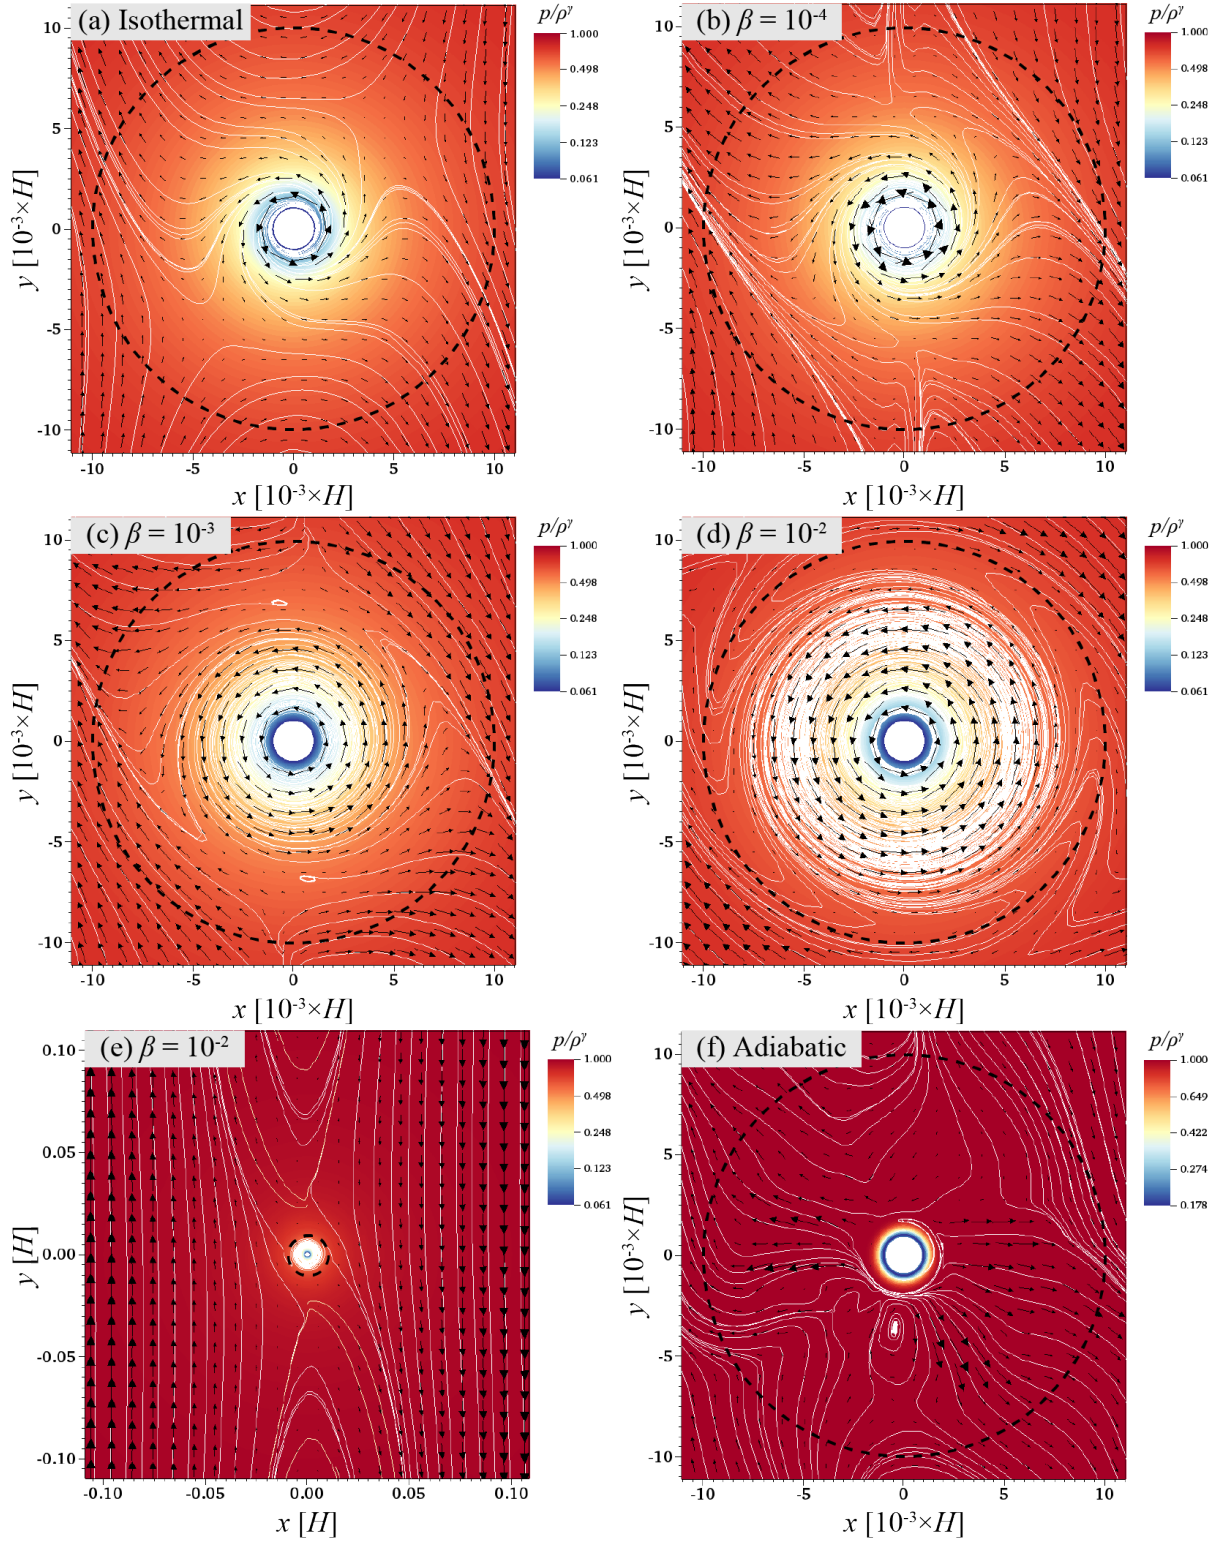 (a) Isothermal
p/ρ^γ
1.000
0.498
0.248
0.123
0.061
10
5
0
-5
-10
y [10⁻³×H]
-10 -5 0 5 10
x [10⁻³×H]
(b) β = 10⁻⁴
p/ρ^γ
1.000
0.498
0.248
0.123
0.061
10
5
0
-5
-10
y [10⁻³×H]
-10 -5 0 5 10
x [10⁻³×H]
(c) β = 10⁻³
p/ρ^γ
1.000
0.498
0.248
0.123
0.061
10
5
0
-5
-10
y [10⁻³×H]
-10 -5 0 5 10
x [10⁻³×H]
(d) β = 10⁻²
p/ρ^γ
1.000
0.498
0.248
0.123
0.061
10
5
0
-5
-10
y [10⁻³×H]
-10 -5 0 5 10
x [10⁻³×H]
(e) β = 10⁻²
p/ρ^γ
1.000
0.498
0.248
0.123
0.061
0.10
0.05
0.00
-0.05
-0.10
y [H]
-0.10 -0.05 0.00 0.05 0.10
x [H]
(f) Adiabatic
p/ρ^γ
1.000
0.649
0.422
0.274
0.178
10
5
0
-5
-10
y [10⁻³×H]
-10 -5 0 5 10
x [10⁻³×H]